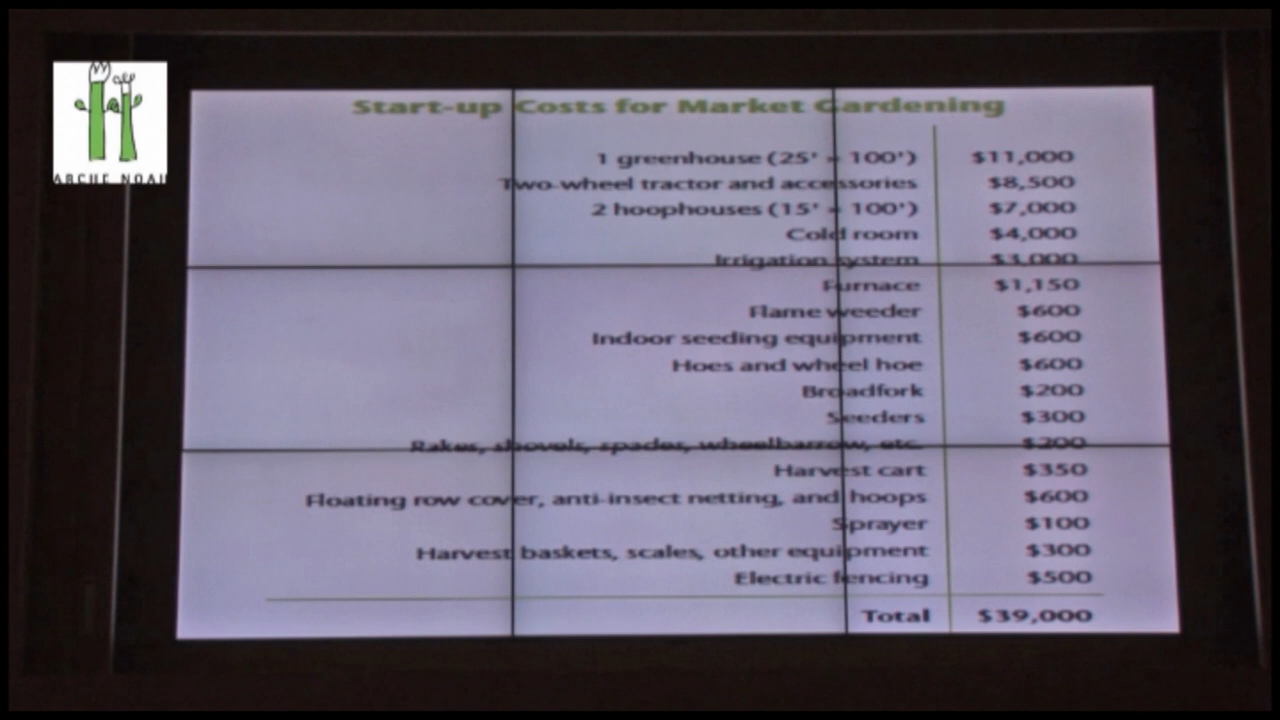 ARCHE NOAH
Start-up Costs for Market Gardening
1 greenhouse (25' × 100') $11,000
Two-wheel tractor and accessories $8,500
2 hoophouses (15' × 100') $7,000
Cold room $4,000
Irrigation system $3,000
Furnace $1,150
Flame weeder $600
Indoor seeding equipment $600
Hoes and wheel hoe $600
Broadfork $200
Seeders $300
Rakes, shovels, spades, wheelbarrow, etc. $200
Harvest cart $350
Floating row cover, anti-insect netting, and hoops $600
Sprayer $100
Harvest baskets, scales, other equipment $300
Electric fencing $500
Total $39,000